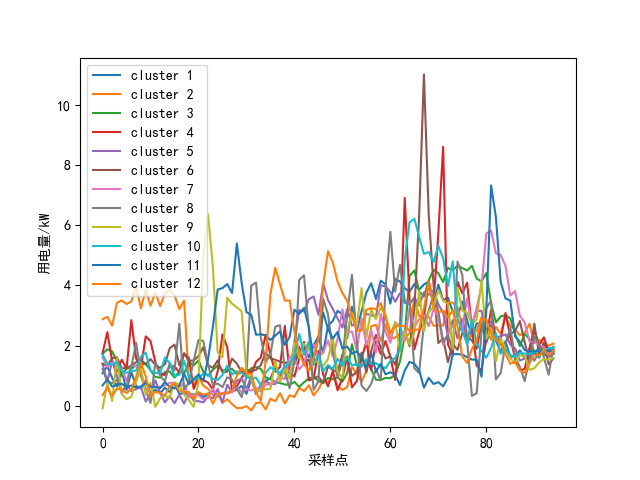 cluster 1
cluster 2
cluster 3
cluster 4
cluster 5
cluster 6
cluster 7
cluster 8
cluster 9
cluster 10
cluster 11
cluster 12
10
8
6
4
2
0
用电量/kW
0 20 40 60 80
采样点